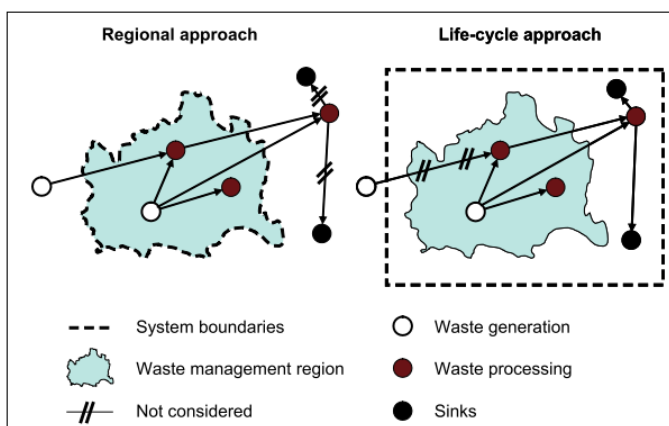 Regional approach
Life-cycle approach
System boundaries
Waste generation
Waste management region
Waste processing
Not considered
Sinks